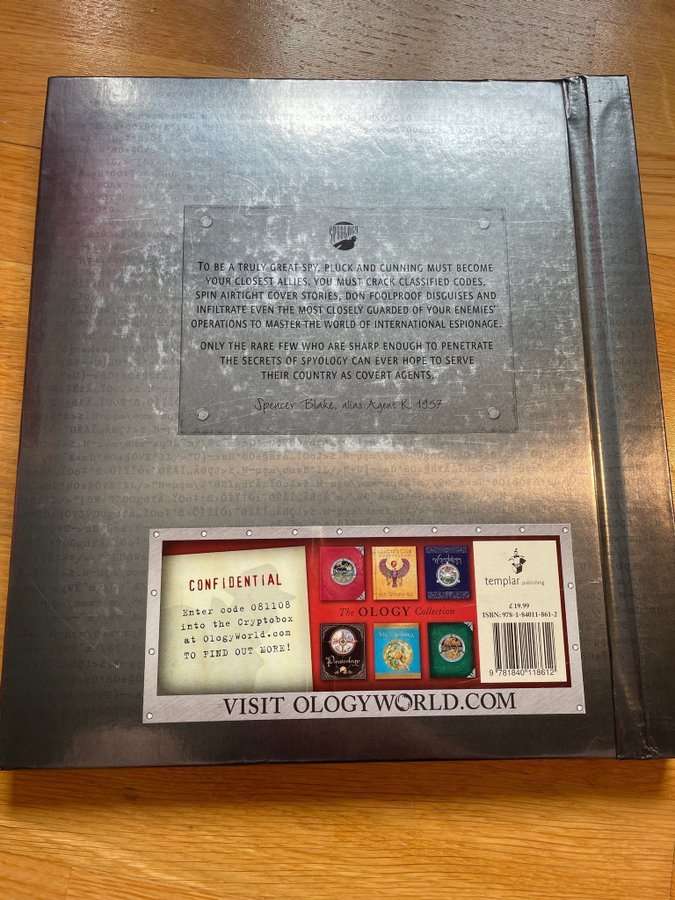 SPYOLOGY
TO BE A TRULY GREAT SPY, PLUCK AND CUNNING MUST BECOME
YOUR CLOSEST ALLIES. YOU MUST CRACK CLASSIFIED CODES,
SPIN AIRTIGHT COVER STORIES, DON FOOLPROOF DISGUISES AND
INFILTRATE EVEN THE MOST CLOSELY GUARDED OF YOUR ENEMIES'
OPERATIONS TO MASTER THE WORLD OF INTERNATIONAL ESPIONAGE.
ONLY THE RARE FEW WHO ARE SHARP ENOUGH TO PENETRATE
THE SECRETS OF SPYOLOGY CAN EVER HOPE TO SERVE
THEIR COUNTRY AS COVERT AGENTS.
Spencer Blake, alias Agent K, 1957
CONFIDENTIAL
Enter code 081108
into the Cryptobox
at OlogyWorld.com
TO FIND OUT MORE!
The OLOGY Collection
Pirateology
templar publishing
£19.99
ISBN: 978-1-84011-861-2
9 781840 118612
VISIT OLOGYWORLD.COM